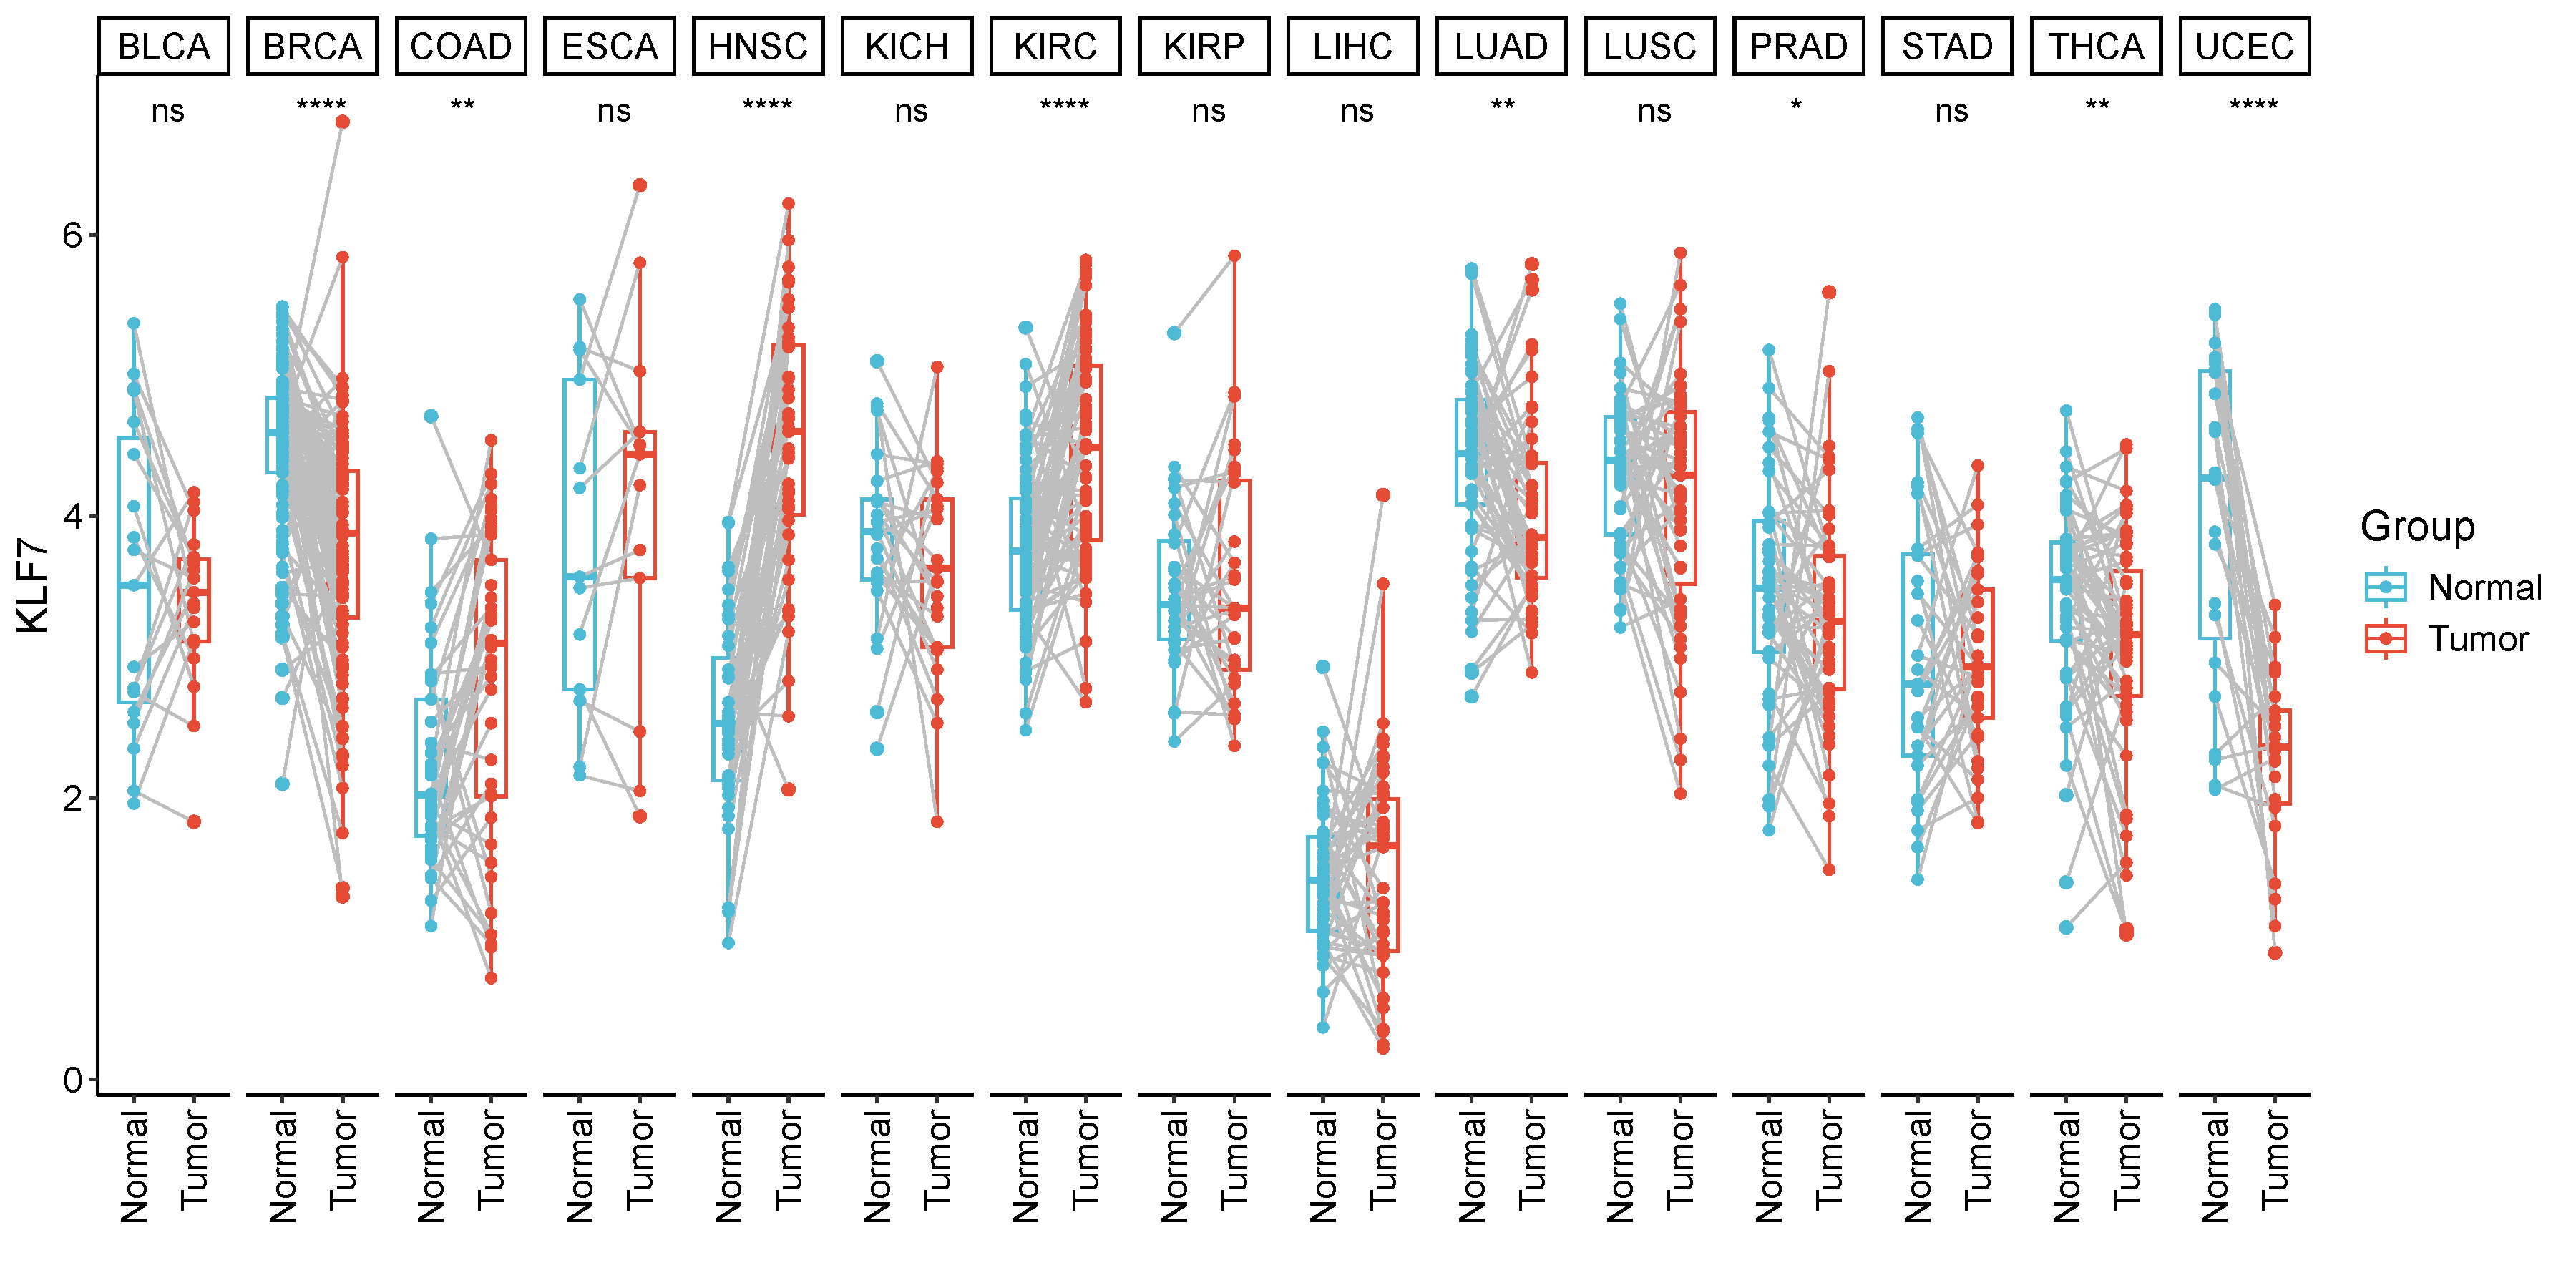 BLCA BRCA COAD ESCA HNSC KICH KIRC KIRP LIHC LUAD LUSC PRAD STAD THCA UCEC
ns **** ** ns **** ns **** ns ns ** ns * ns ** ****
6
4
2
0
KLF7
Normal Tumor Normal Tumor Normal Tumor Normal Tumor Normal Tumor Normal Tumor Normal Tumor Normal Tumor Normal Tumor Normal Tumor Normal Tumor Normal Tumor Normal Tumor Normal Tumor Normal Tumor
Group
Normal
Tumor